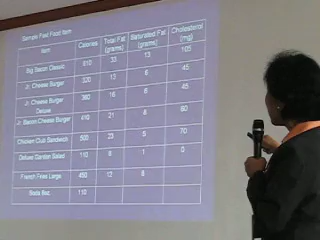 Sample Fast Food Item
Item Calories Total Fat (grams) Saturated Fat (grams) Cholesterol (mg)
Big Bacon Classic 610 33 13 105
Jr. Cheese Burger 320 13 6 45
Jr. Cheese Burger Deluxe 360 16 6 45
Jr. Bacon Cheese Burger 410 21 8 60
Chicken Club Sandwich 500 23 5 70
Deluxe Garden Salad 110 6 1 0
French Fries Large 450 12 8
110